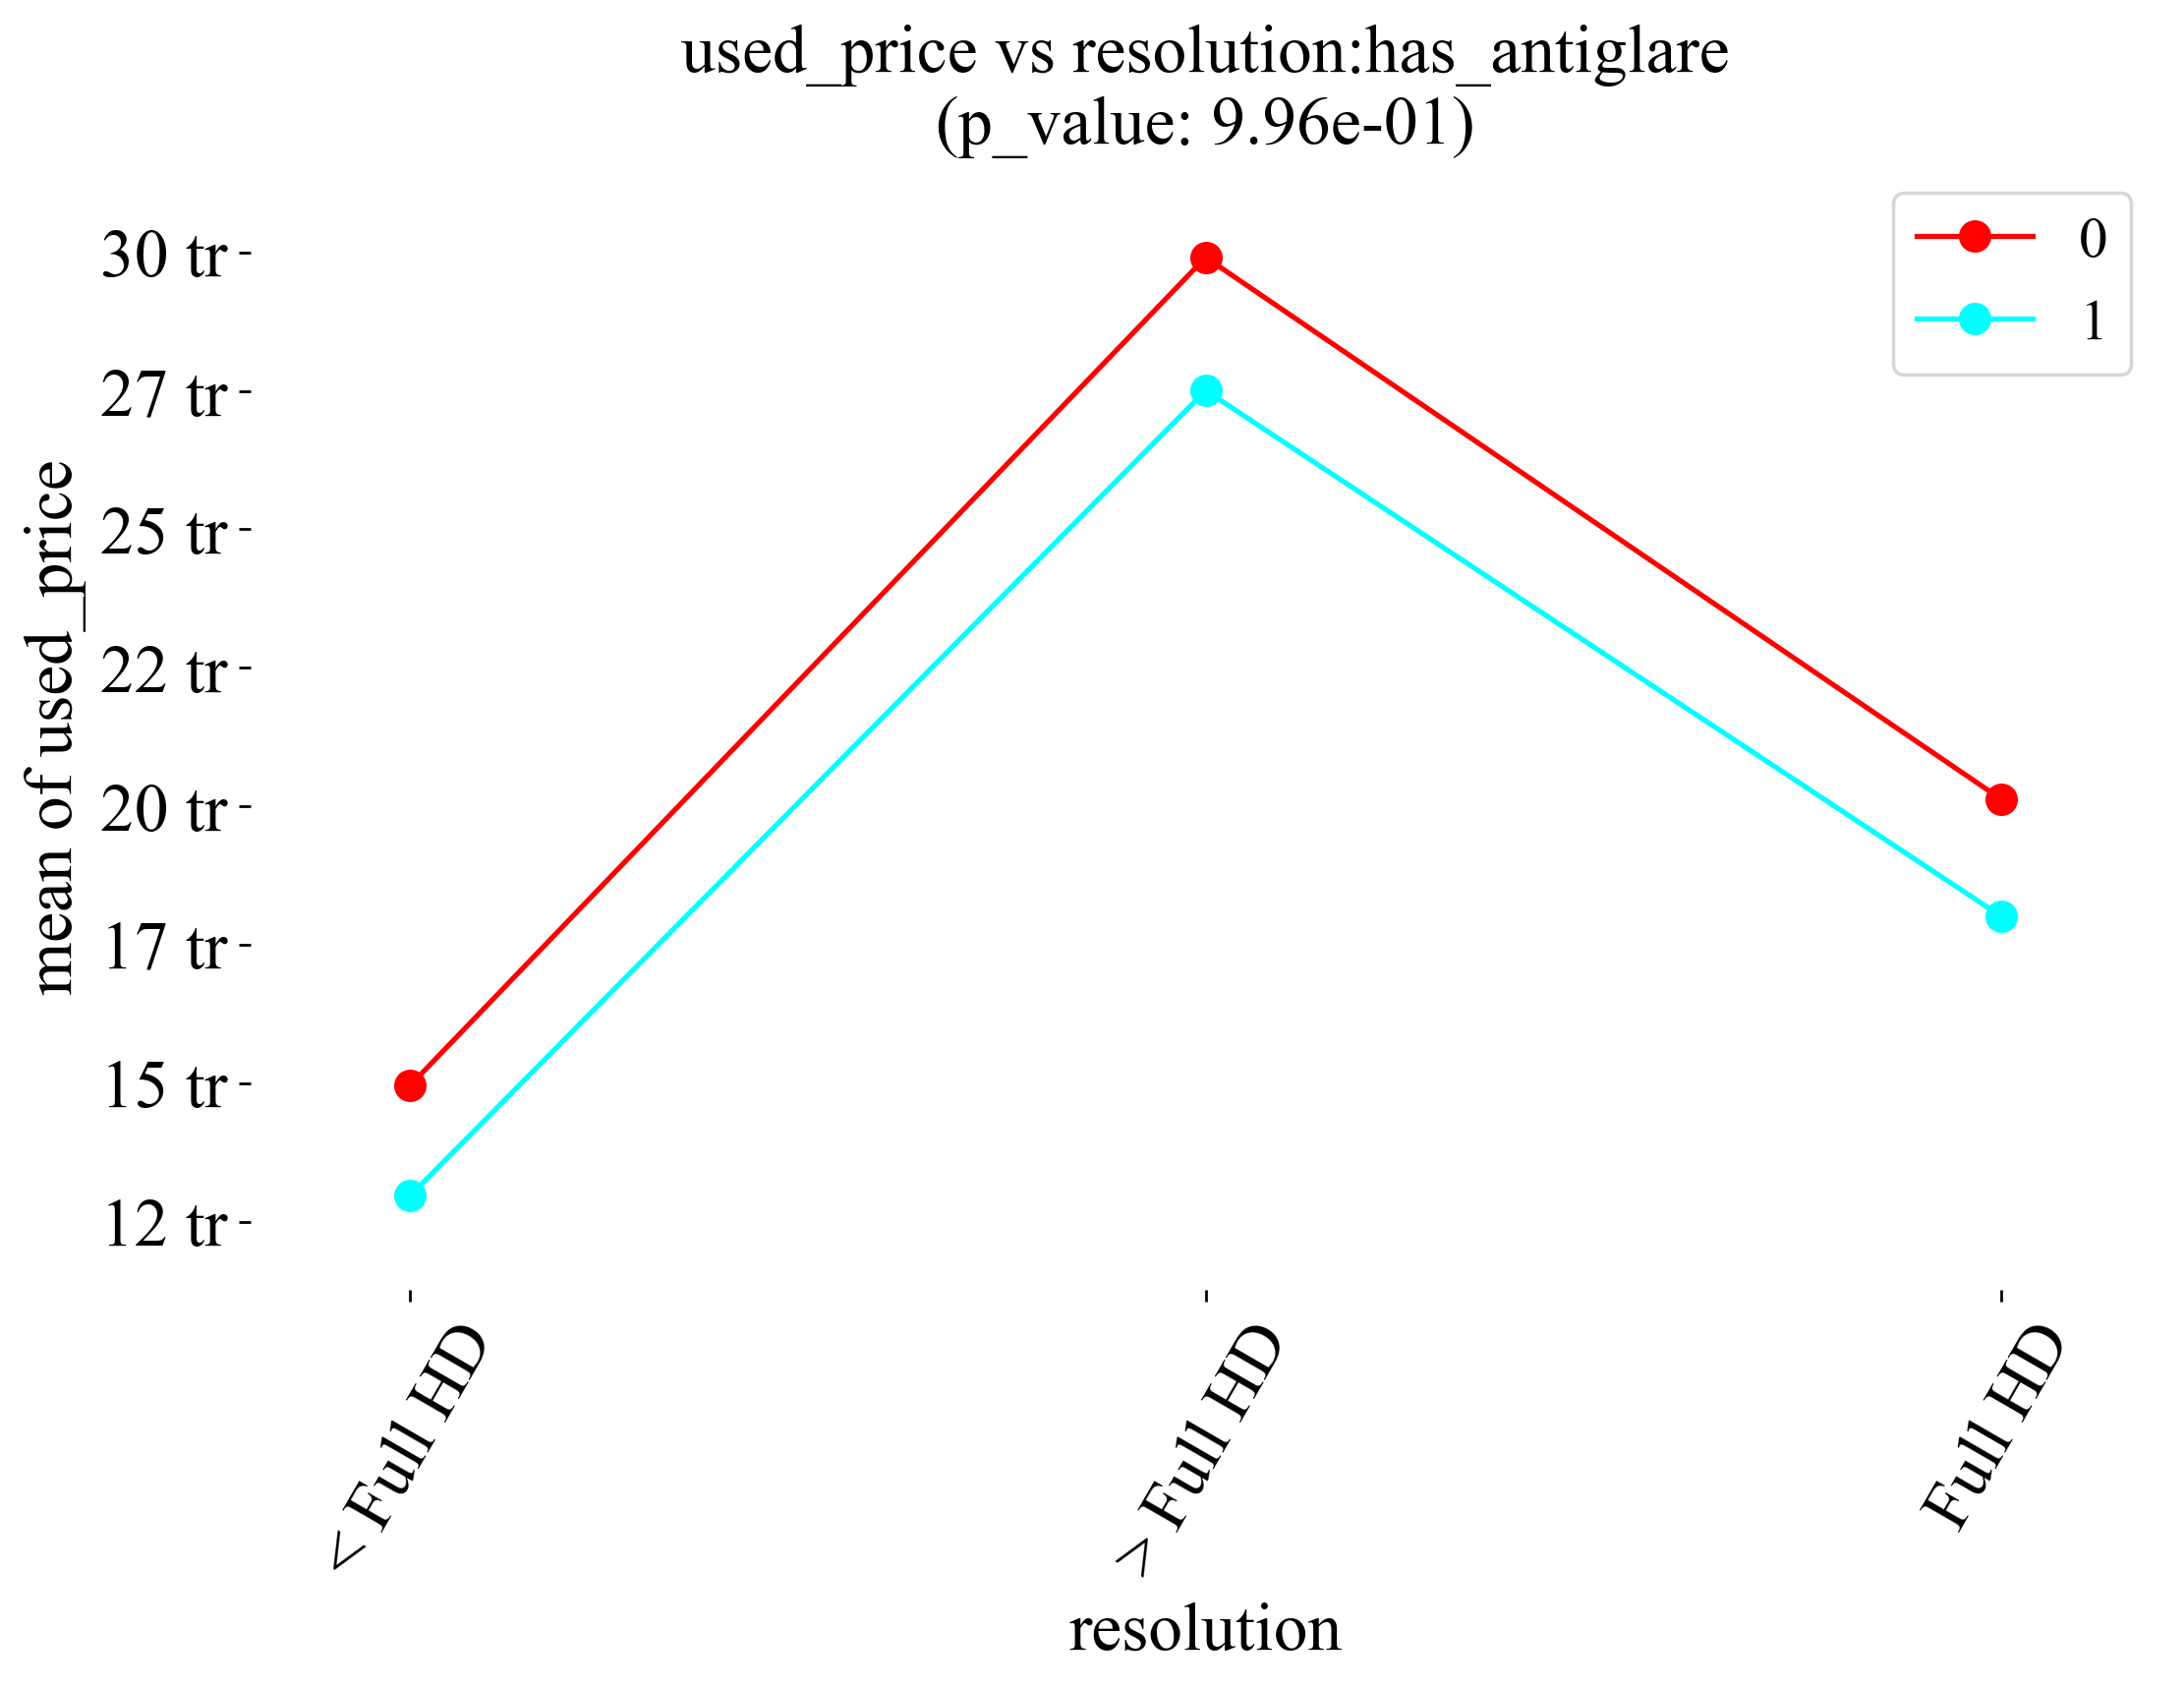 used_price vs resolution:has_antiglare
(p_value: 9.96e-01)
0
1
30 tr
27 tr
25 tr
22 tr
20 tr
17 tr
15 tr
12 tr
mean of used_price
< Full HD
> Full HD
Full HD
resolution